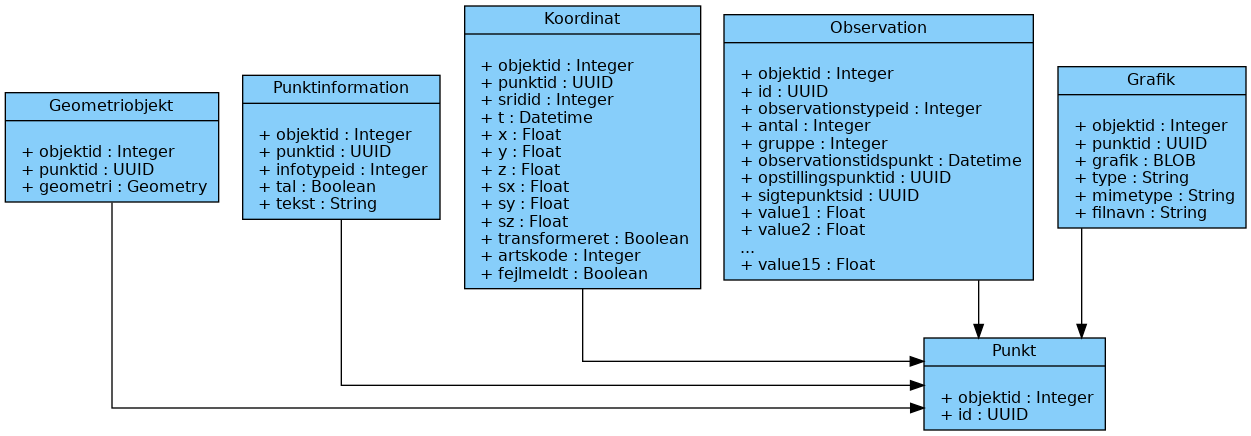 Geometriobjekt
+ objektid : Integer
+ punktid : UUID
+ geometri : Geometry
Punktinformation
+ objektid : Integer
+ punktid : UUID
+ infotypeid : Integer
+ tal : Boolean
+ tekst : String
Koordinat
+ objektid : Integer
+ punktid : UUID
+ sridid : Integer
+ t : Datetime
+ x : Float
+ y : Float
+ z : Float
+ sx : Float
+ sy : Float
+ sz : Float
+ transformeret : Boolean
+ artskode : Integer
+ fejlmeldt : Boolean
Observation
+ objektid : Integer
+ id : UUID
+ observationstypeid : Integer
+ antal : Integer
+ gruppe : Integer
+ observationstidspunkt : Datetime
+ opstillingspunktid : UUID
+ sigtepunktsid : UUID
+ value1 : Float
+ value2 : Float
...
+ value15 : Float
Grafik
+ objektid : Integer
+ punktid : UUID
+ grafik : BLOB
+ type : String
+ mimetype : String
+ filnavn : String
Punkt
+ objektid : Integer
+ id : UUID